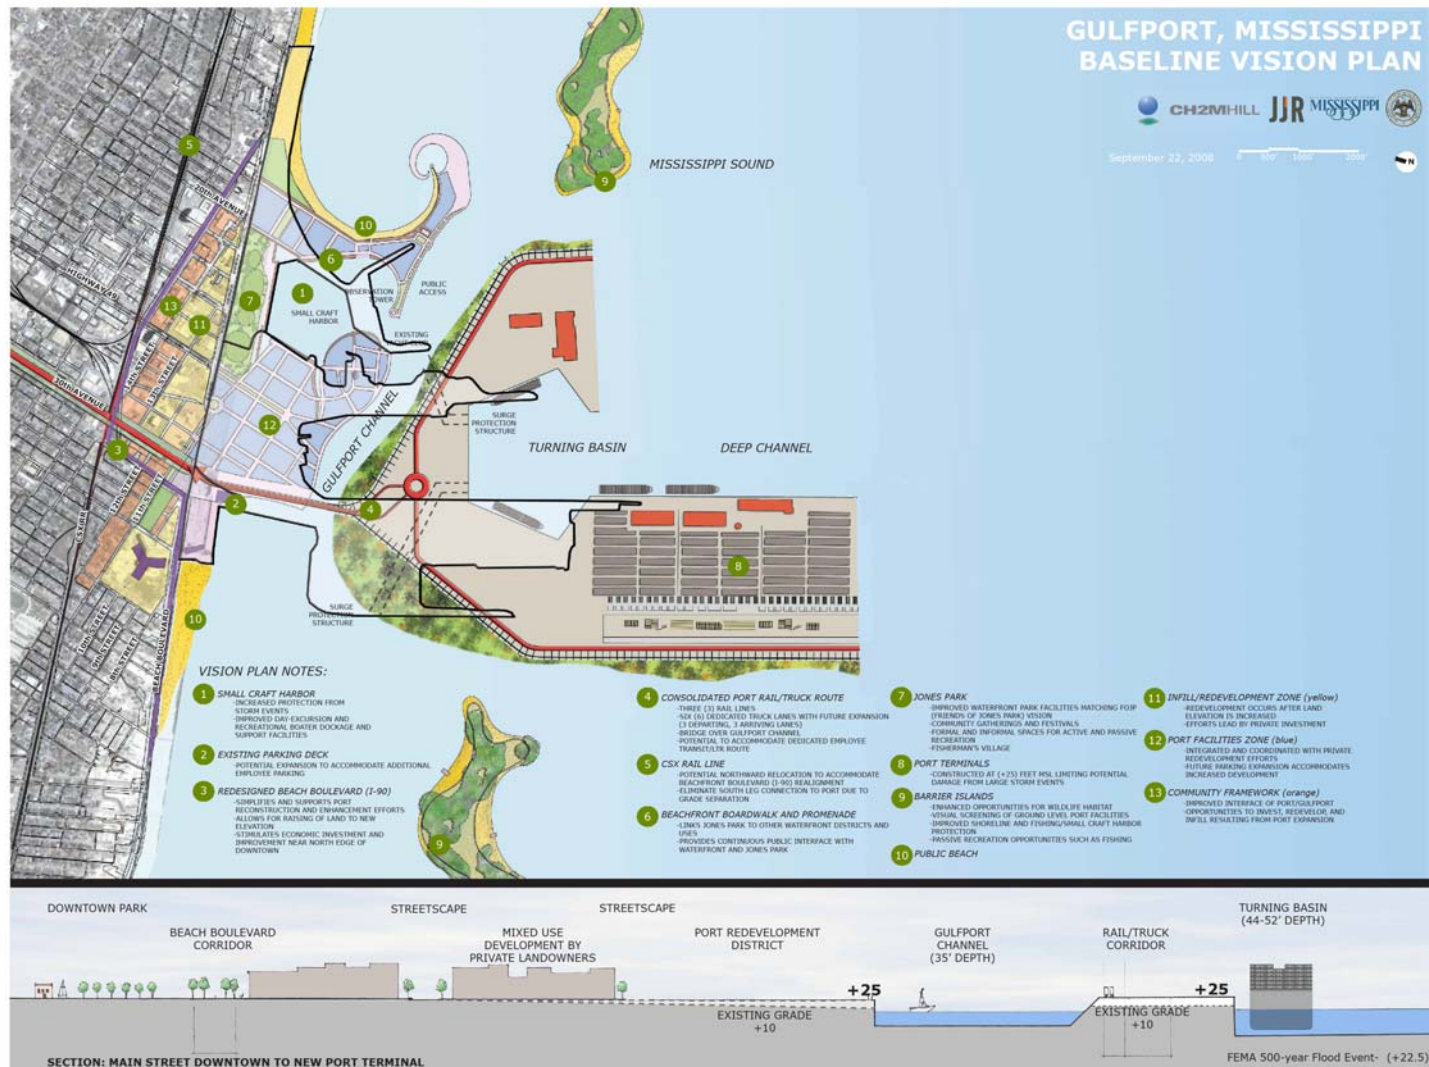 GULFPORT, MISSISSIPPI
BASELINE VISION PLAN
CH2MHILL JJR MISSISSIPPI
September 22, 2008
0 500' 1000' 2000'
N
MISSISSIPPI SOUND
9
5
20th AVENUE
10
6
HIGHWAY 49
7
1
OBSERVATION
TOWER
PUBLIC
ACCESS
SMALL CRAFT
HARBOR
13
11
EXISTING
14th STREET
13th STREET
30th AVENUE
12
GULFPORT CHANNEL
SURGE
PROTECTION
STRUCTURE
TURNING BASIN
DEEP CHANNEL
3
12th STREET
11th STREET
2
4
CSXIRR
8
10th STREET
9th STREET
8th STREET
BEACH BOULEVARD
10
SURGE
PROTECTION
STRUCTURE
9
VISION PLAN NOTES:
1 SMALL CRAFT HARBOR
-INCREASED PROTECTION FROM
STORM EVENTS
-IMPROVED DAY-EXCURSION AND
RECREATIONAL BOATER DOCKAGE AND
SUPPORT FACILITIES
2 EXISTING PARKING DECK
-POTENTIAL EXPANSION TO ACCOMMODATE ADDITIONAL
EMPLOYEE PARKING
3 REDESIGNED BEACH BOULEVARD (I-90)
-SIMPLIFIES AND SUPPORTS PORT
RECONSTRUCTION AND ENHANCEMENT EFFORTS
-ALLOWS FOR RAISING OF LAND TO NEW
ELEVATION
-STIMULATES ECONOMIC INVESTMENT AND
IMPROVEMENT NEAR NORTH EDGE OF
DOWNTOWN
4 CONSOLIDATED PORT RAIL/TRUCK ROUTE
-THREE (3) RAIL LINES
-SIX (6) DEDICATED TRUCK LANES WITH FUTURE EXPANSION
(3 DEPARTING, 3 ARRIVING LANES)
-BRIDGE OVER GULFPORT CHANNEL
-POTENTIAL TO ACCOMMODATE DEDICATED EMPLOYEE
TRANSIT/LTR ROUTE
5 CSX RAIL LINE
-POTENTIAL NORTHWARD RELOCATION TO ACCOMMODATE
BEACHFRONT BOULEVARD (I-90) REALIGNMENT
-ELIMINATE SOUTH LEG CONNECTION TO PORT DUE TO
GRADE SEPARATION
6 BEACHFRONT BOARDWALK AND PROMENADE
-LINKS JONES PARK TO OTHER WATERFRONT DISTRICTS AND
USES
-PROVIDES CONTINUOUS PUBLIC INTERFACE WITH
WATERFRONT AND JONES PARK
7 JONES PARK
-IMPROVED WATERFRONT PARK FACILITIES MATCHING FOJP
(FRIENDS OF JONES PARK) VISION
-COMMUNITY GATHERINGS AND FESTIVALS
-FORMAL AND INFORMAL SPACES FOR ACTIVE AND PASSIVE
RECREATION
-FISHERMAN'S VILLAGE
8 PORT TERMINALS
-CONSTRUCTED AT (+25) FEET MSL LIMITING POTENTIAL
DAMAGE FROM LARGE STORM EVENTS
9 BARRIER ISLANDS
-ENHANCED OPPORTUNITIES FOR WILDLIFE HABITAT
-VISUAL SCREENING OF GROUND LEVEL PORT FACILITIES
-IMPROVED SHORELINE AND FISHING/SMALL CRAFT HARBOR
PROTECTION
-PASSIVE RECREATION OPPORTUNITIES SUCH AS FISHING
10 PUBLIC BEACH
11 INFILL/REDEVELOPMENT ZONE (yellow)
-REDEVELOPMENT OCCURS AFTER LAND
ELEVATION IS INCREASED
-EFFORTS LEAD BY PRIVATE INVESTMENT
12 PORT FACILITIES ZONE (blue)
-INTEGRATED AND COORDINATED WITH PRIVATE
REDEVELOPMENT EFFORTS
-FUTURE PARKING EXPANSION ACCOMMODATES
INCREASED DEVELOPMENT
13 COMMUNITY FRAMEWORK (orange)
-IMPROVED INTERFACE OF PORT/GULFPORT
-OPPORTUNITIES TO INVEST, REDEVELOP, AND
INFILL RESULTING FROM PORT EXPANSION
DOWNTOWN PARK
BEACH BOULEVARD
CORRIDOR
STREETSCAPE
MIXED USE
DEVELOPMENT BY
PRIVATE LANDOWNERS
STREETSCAPE
PORT REDEVELOPMENT
DISTRICT
GULFPORT
CHANNEL
(35' DEPTH)
RAIL/TRUCK
CORRIDOR
TURNING BASIN
(44-52' DEPTH)
+25
+25
EXISTING GRADE
+10
EXISTING GRADE
+10
SECTION: MAIN STREET DOWNTOWN TO NEW PORT TERMINAL
FEMA 500-year Flood Event- (+22.5)